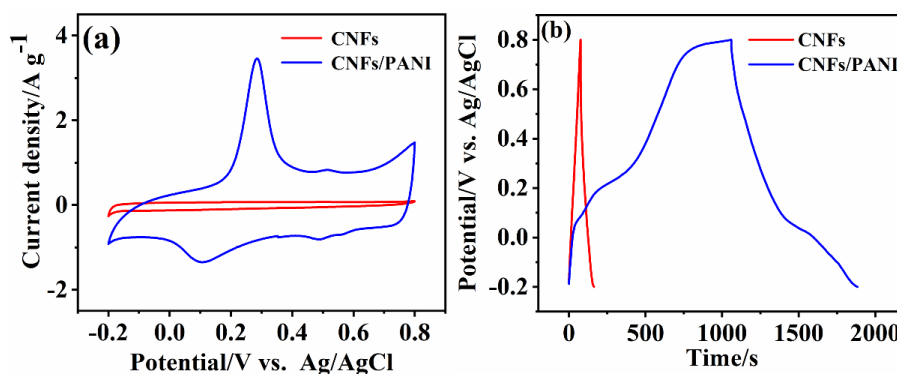 (a)
CNFs
CNFs/PANI
Current density/A g-1
4
2
0
-2
-0.2 0.0 0.2 0.4 0.6 0.8
Potential/V vs. Ag/AgCl
(b)
CNFs
CNFs/PANI
Potential/V vs. Ag/AgCl
0.8
0.6
0.4
0.2
0.0
-0.2
0 500 1000 1500 2000
Time/s